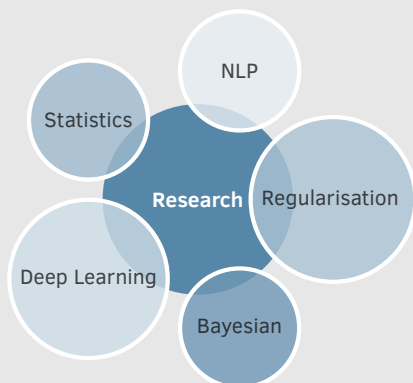 NLP
Statistics
Research
Regularisation
Deep Learning
Bayesian